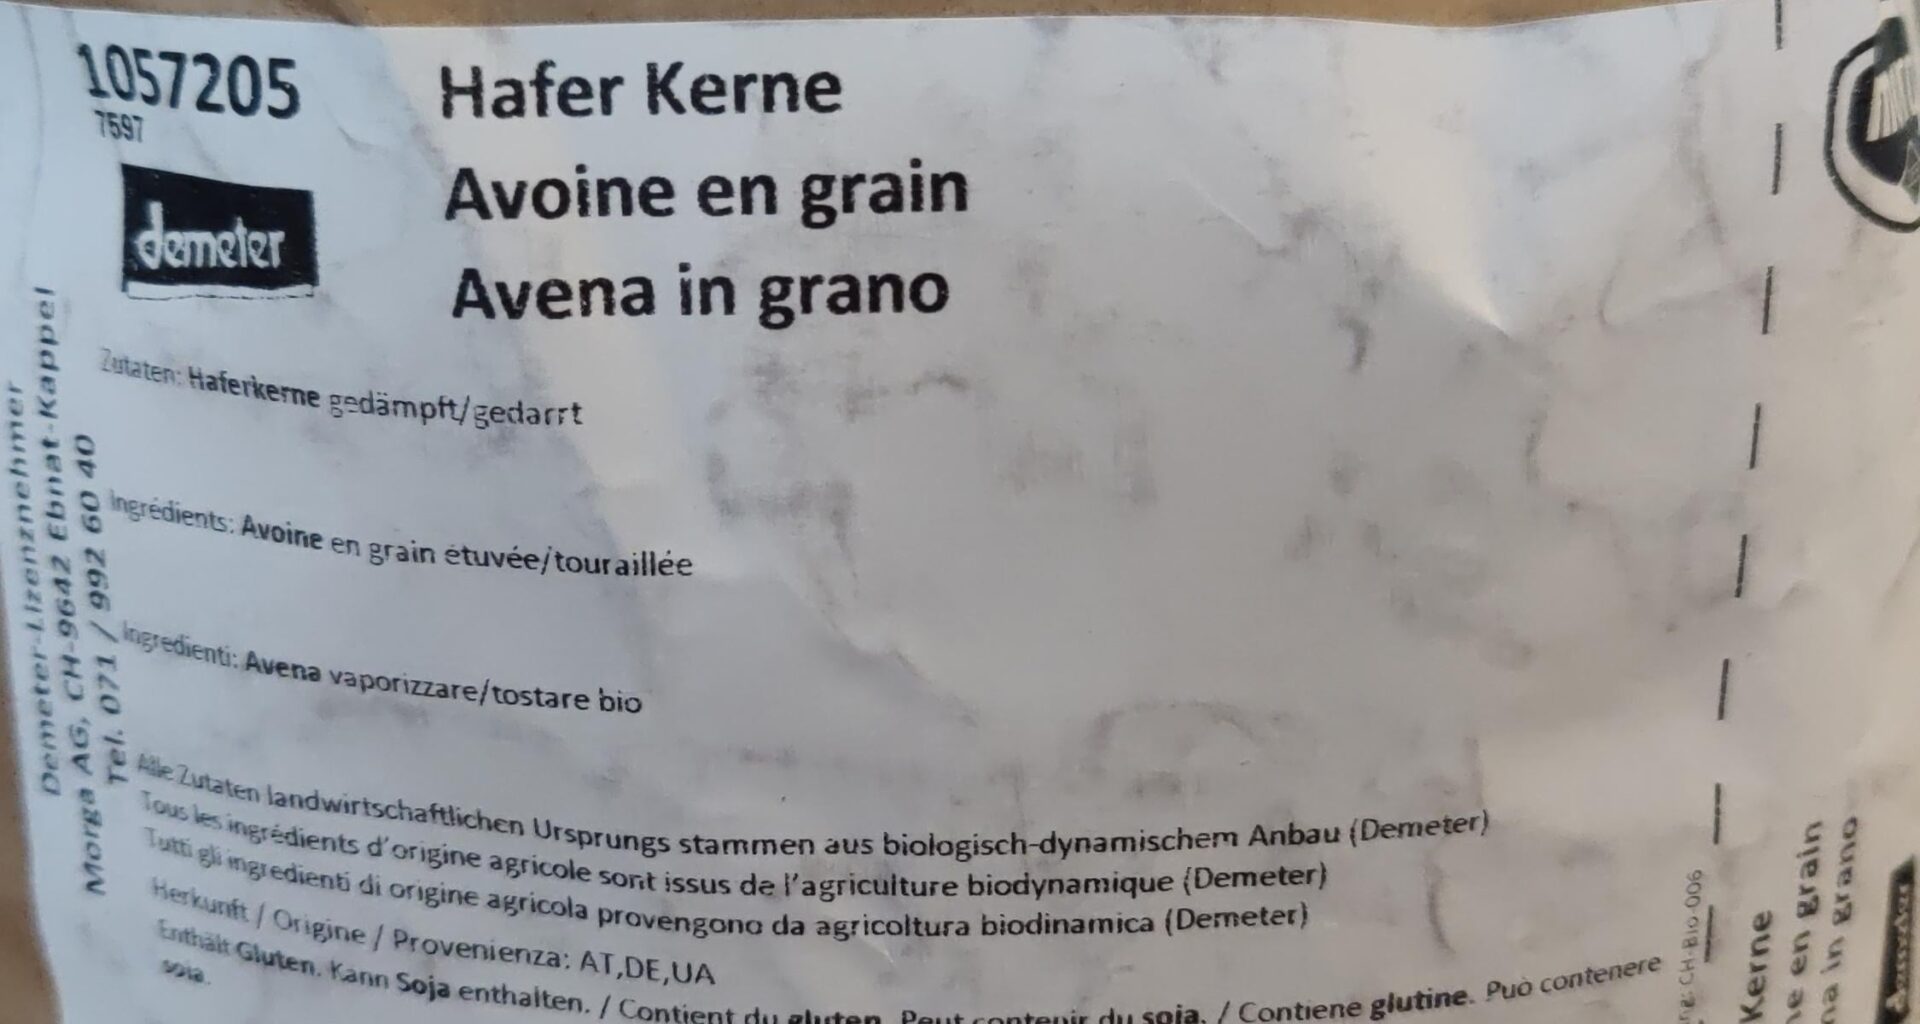 1057205
7597
demeter
Hafer Kerne
Avoine en grain
Avena in grano
Zutaten: Haferkerne gedämpft/gedarrt
Ingrédients: Avoine en grain étuvée/touraillée
Ingredienti: Avena vaporizzare/tostare bio
Alle Zutaten landwirtschaftlichen Ursprungs stammen aus biologisch-dynamischem Anbau (Demeter)
Tous les ingrédients d'origine agricole sont issus de l'agriculture biodynamique (Demeter)
Tutti gli ingredienti di origine agricola provengono da agricoltura biodinamica (Demeter)
Herkunft / Origine / Provenienza: AT,DE,UA
Enthält Gluten. Kann Soja enthalten. / Contient du gluten. Peut contenir du soja. / Contiene glutine. Può contenere
soia.
Demeter-Lizenznehmer
Morga AG, CH-9642 Ebnat-Kappel
Tel. 071 / 992 60 40
CH-Bio-006
Kerne
ne en grain
na in grano